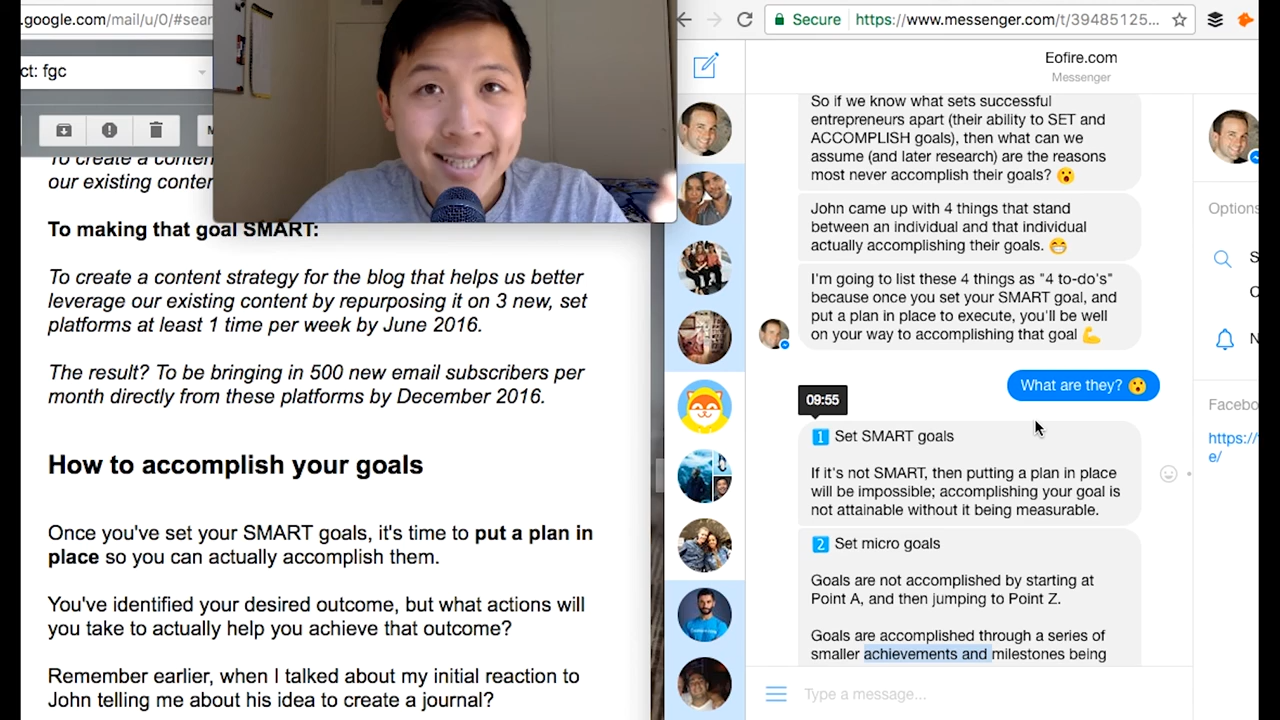 .google.com/mail/u/0/#sear
ct: fgc
To create a conten
our existing conter
To making that goal SMART:
To create a content strategy for the blog that helps us better
leverage our existing content by repurposing it on 3 new, set
platforms at least 1 time per week by June 2016.
The result? To be bringing in 500 new email subscribers per
month directly from these platforms by December 2016.
How to accomplish your goals
Once you've set your SMART goals, it's time to put a plan in
place so you can actually accomplish them.
You've identified your desired outcome, but what actions will
you take to actually help you achieve that outcome?
Remember earlier, when I talked about my initial reaction to
John telling me about his idea to create a journal?
Secure https://www.messenger.com/t/39485125...
Eofire.com
Messenger
So if we know what sets successful
entrepreneurs apart (their ability to SET and
ACCOMPLISH goals), then what can we
assume (and later research) are the reasons
most never accomplish their goals? 😮
John came up with 4 things that stand
between an individual and that individual
actually accomplishing their goals. 😁
I'm going to list these 4 things as "4 to-do's"
because once you set your SMART goal, and
put a plan in place to execute, you'll be well
on your way to accomplishing that goal 💪
What are they? 😮
09:55
1 Set SMART goals
If it's not SMART, then putting a plan in place
will be impossible; accomplishing your goal is
not attainable without it being measurable.
2 Set micro goals
Goals are not accomplished by starting at
Point A, and then jumping to Point Z.
Goals are accomplished through a series of
smaller achievements and milestones being
Type a message...
Options
S
C
N
Facebo
https://
e/